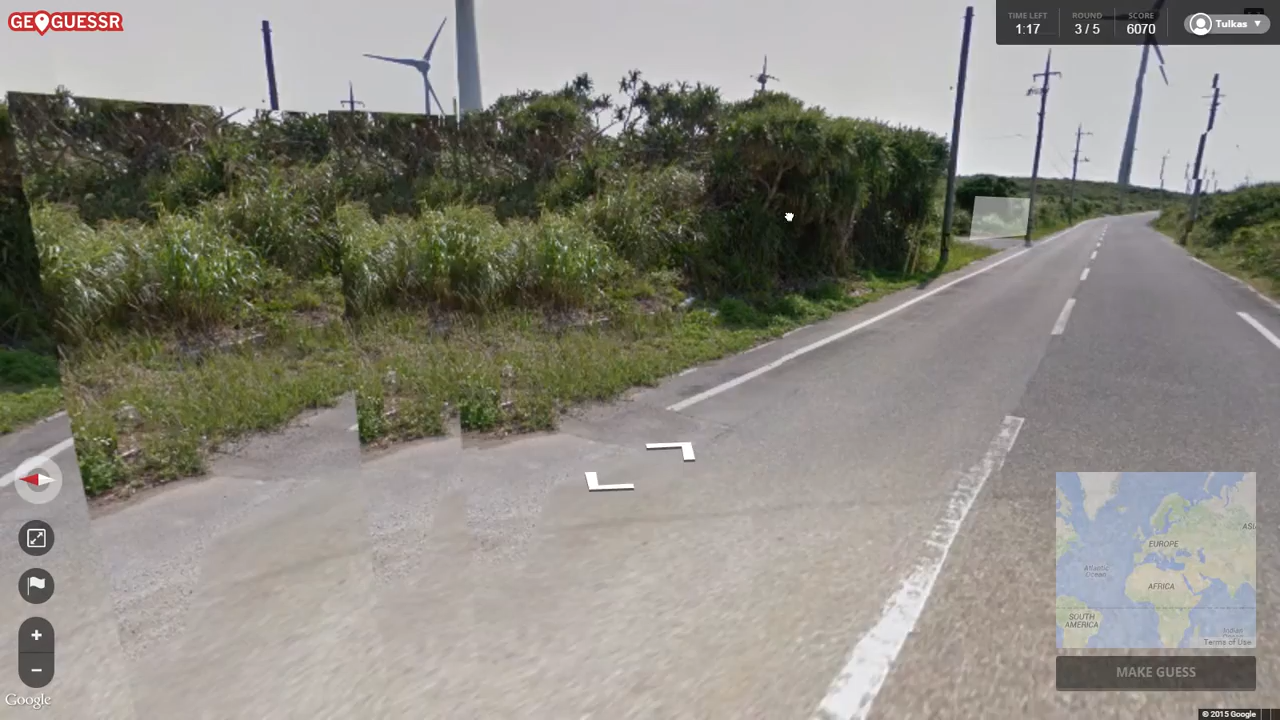 GEOGUESSR
TIME LEFT
1:17
ROUND
3 / 5
SCORE
6070
Tulkas
EUROPE
ASI
Atlantic
Ocean
AFRICA
SOUTH
AMERICA
Indian
Terms of Use
MAKE GUESS
Google
© 2015 Google